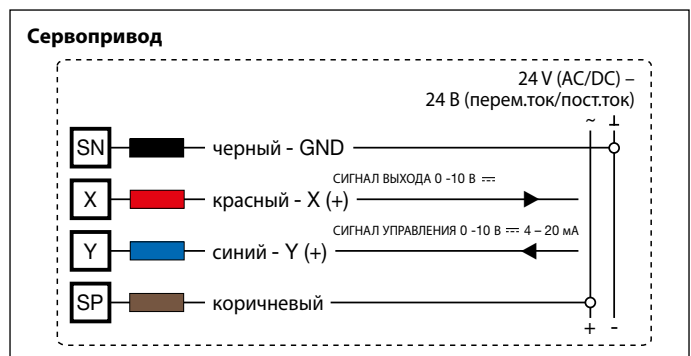 Сервопривод
24 V (AC/DC) –
24 В (перем.ток/пост.ток)
~ ⊥
SN черный - GND
СИГНАЛ ВЫХОДА 0 -10 В ⎓
X красный - X (+)
СИГНАЛ УПРАВЛЕНИЯ 0 -10 В ⎓ 4 – 20 мА
Y синий - Y (+)
SP коричневый
+ -